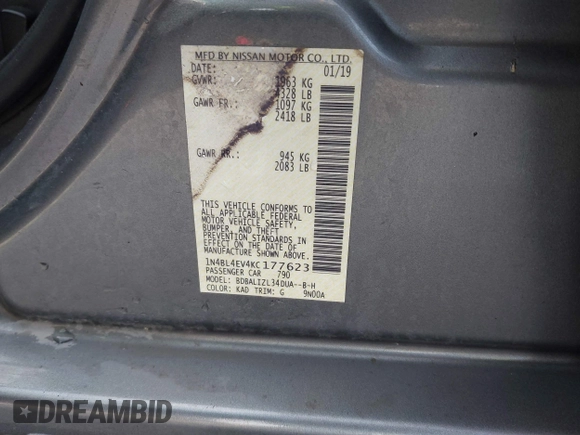 MFD BY NISSAN MOTOR CO., LTD.
DATE: 01/19
GVWR: 1963 KG
4328 LB
GAWR FR.: 1097 KG
2418 LB
GAWR RR.: 945 KG
2083 LB
THIS VEHICLE CONFORMS TO
ALL APPLICABLE FEDERAL
MOTOR VEHICLE SAFETY,
BUMPER, AND THEFT
PREVENTION STANDARDS IN
EFFECT ON THE DATE OF
MANUFACTURE SHOWN ABOVE.
1N4BL4EV4KC177623
PASSENGER CAR 790
MODEL: BDBALIZL34DUA--B-H
COLOR: KAD TRIM: G 9N00A
DREAMBID